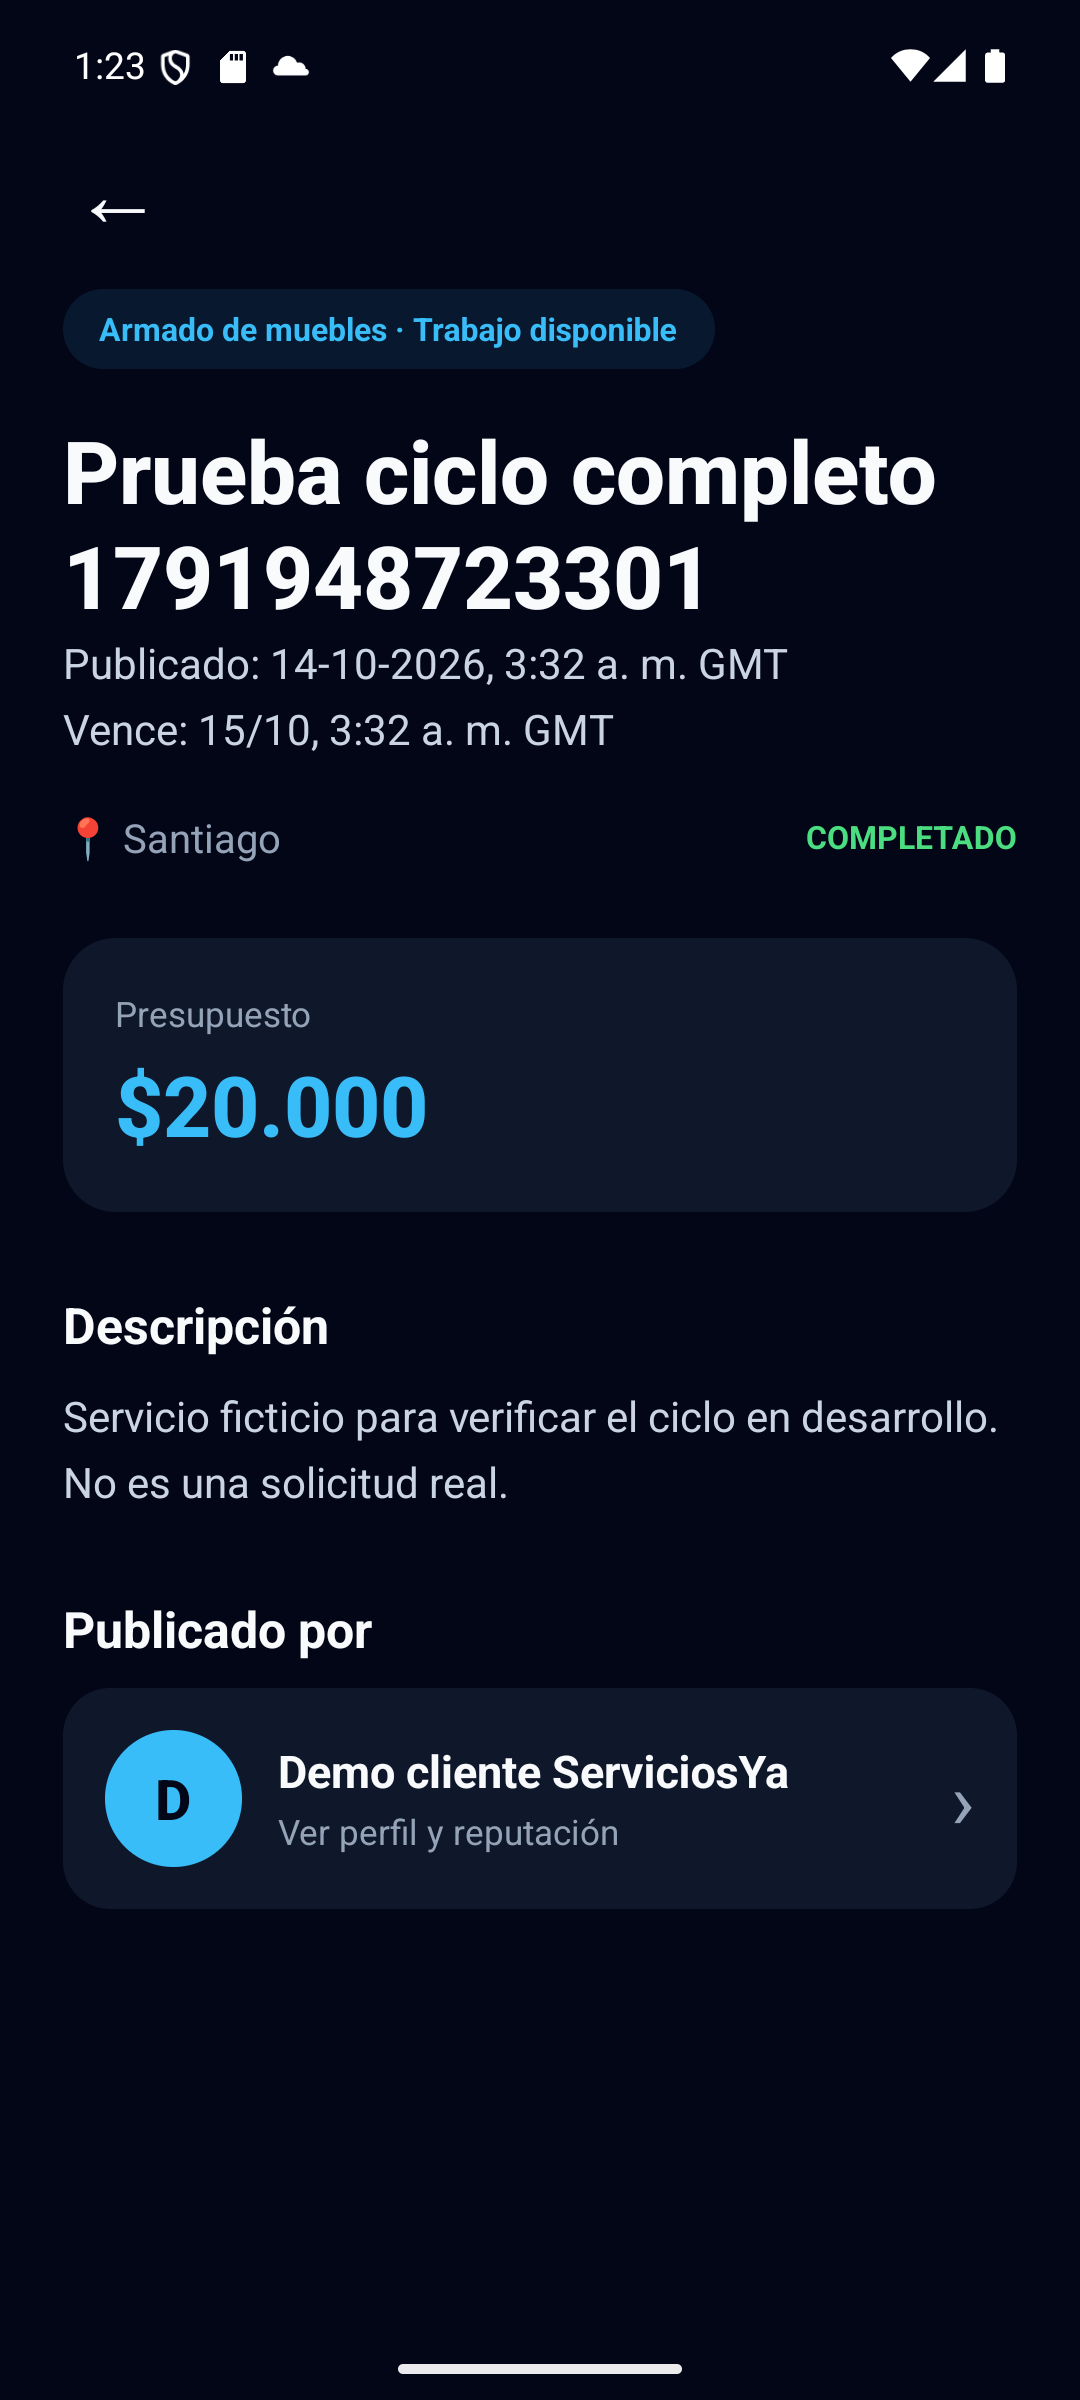 1:23
Armado de muebles · Trabajo disponible
Prueba ciclo completo
1791948723301
Publicado: 14-10-2026, 3:32 a. m. GMT
Vence: 15/10, 3:32 a. m. GMT
📍 Santiago
COMPLETADO
Presupuesto
$20.000
Descripción
Servicio ficticio para verificar el ciclo en desarrollo.
No es una solicitud real.
Publicado por
D
Demo cliente ServiciosYa
Ver perfil y reputación